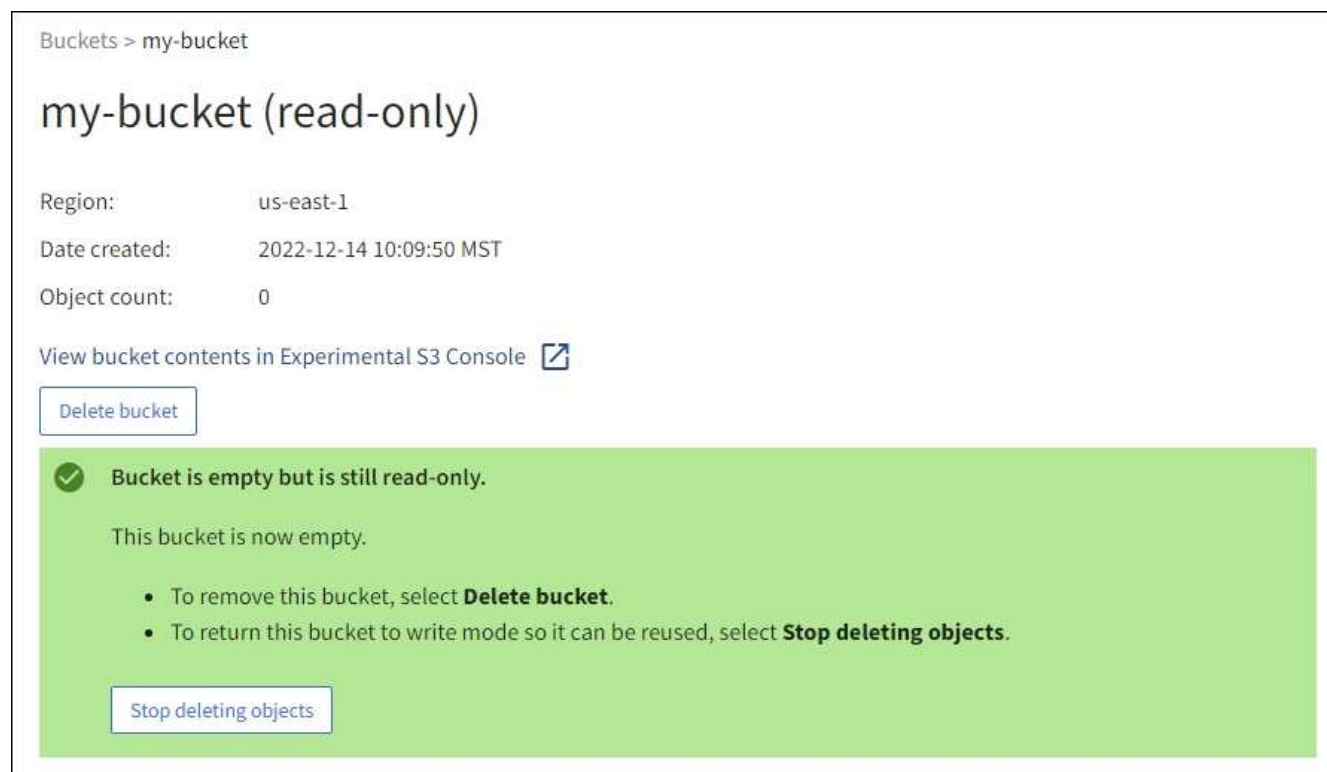 Buckets > my-bucket
my-bucket (read-only)
Region: us-east-1
Date created: 2022-12-14 10:09:50 MST
Object count: 0
View bucket contents in Experimental S3 Console
Delete bucket
Bucket is empty but is still read-only.
This bucket is now empty.
• To remove this bucket, select Delete bucket.
• To return this bucket to write mode so it can be reused, select Stop deleting objects.
Stop deleting objects